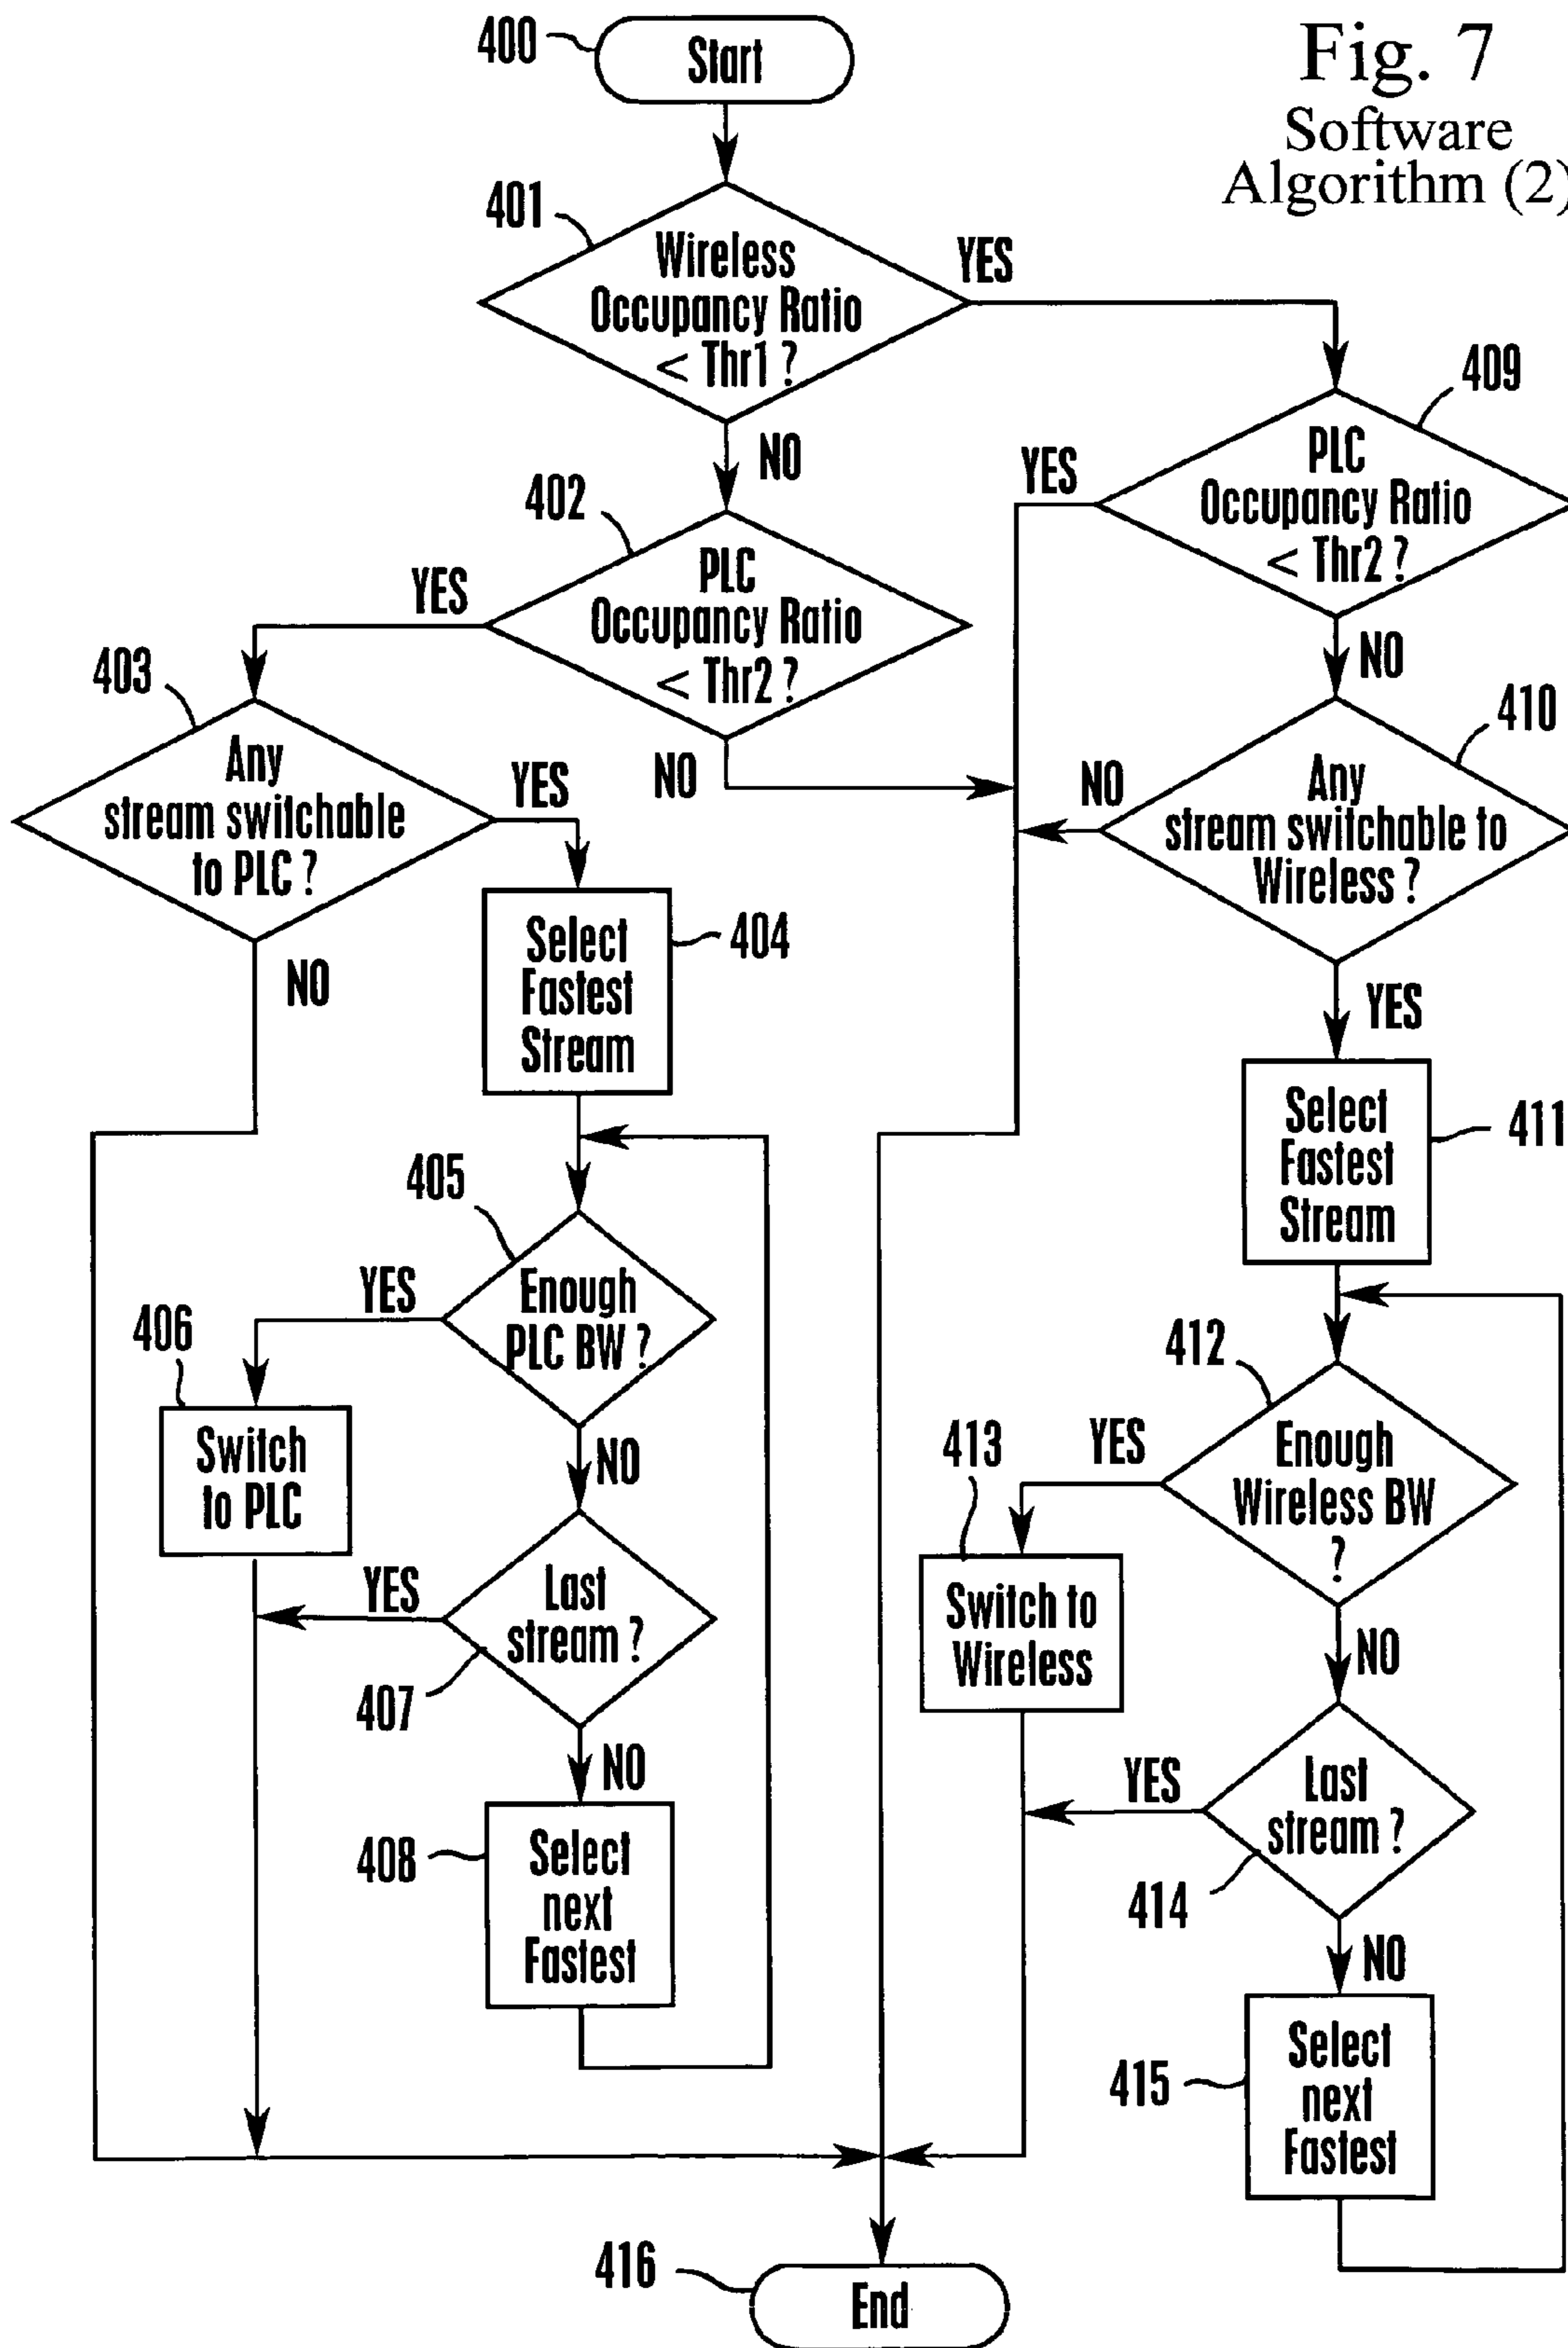 Fig. 7
Software
Algorithm (2)
400
Start
401
Wireless
Occupancy Ratio
< Thr1 ?
YES
NO
409
PLC
Occupancy Ratio
< Thr2 ?
YES
NO
402
PLC
Occupancy Ratio
< Thr2 ?
YES
NO
403
Any
stream switchable
to PLC ?
YES
NO
410
Any
stream switchable to
Wireless ?
NO
YES
404
Select
Fastest
Stream
411
Select
Fastest
Stream
405
Enough
PLC BW ?
YES
NO
406
Switch
to PLC
412
Enough
Wireless BW
?
YES
NO
413
Switch to
Wireless
407
Last
stream ?
YES
NO
414
Last
stream ?
YES
NO
408
Select
next
Fastest
415
Select
next
Fastest
416
End